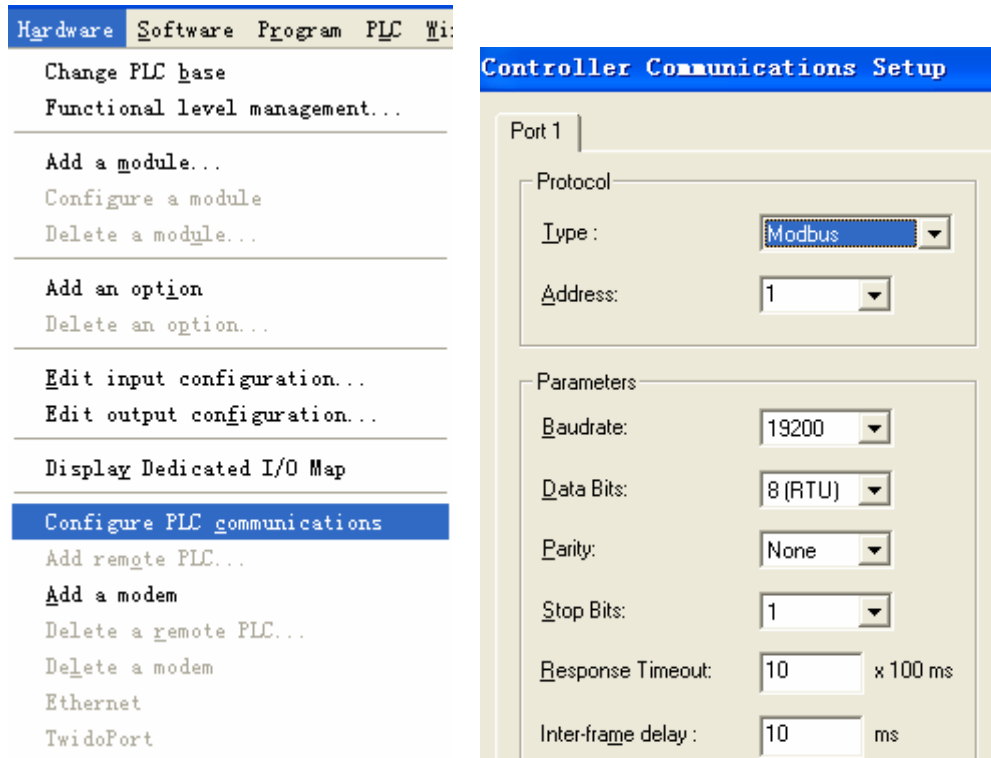 Hardware Software Program PLC Wi
Change PLC base
Functional level management...
Add a module...
Configure a module
Delete a module...
Add an option
Delete an option...
Edit input configuration...
Edit output configuration...
Display Dedicated I/O Map
Configure PLC communications
Add remote PLC...
Add a modem
Delete a remote PLC...
Delete a modem
Ethernet
TwidoPort
Controller Communications Setup
Port 1
Protocol
Type : Modbus
Address: 1
Parameters
Baudrate: 19200
Data Bits: 8 (RTU)
Parity: None
Stop Bits: 1
Response Timeout: 10 x 100 ms
Inter-frame delay : 10 ms